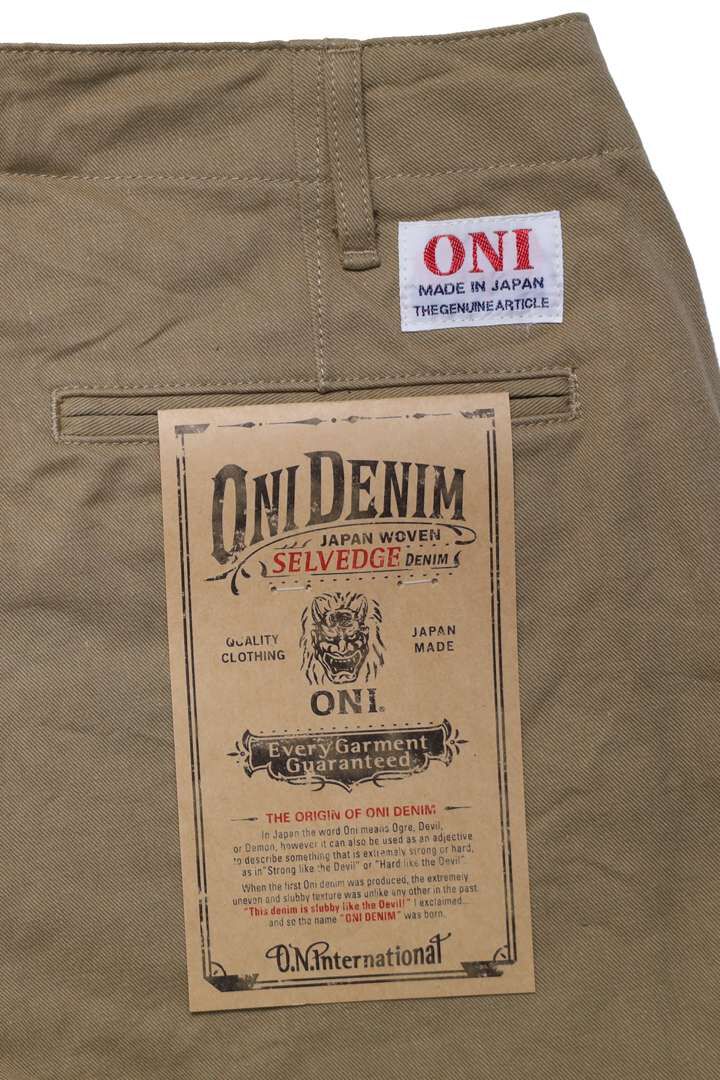 ONI
MADE IN JAPAN
THE GENUINE ARTICLE
ONI DENIM
JAPAN WOVEN
SELVEDGE DENIM
QUALITY
CLOTHING
JAPAN
MADE
ONI®
Every Garment
Guaranteed
THE ORIGIN OF ONI DENIM
In Japan the word Oni means Ogre, Devil,
or Demon, however it can also be used as an adjective
to describe something that is extremely strong or hard,
as in "Strong like the Devil" or "Hard like the Devil".
When the first Oni denim was produced, the extremely
uneven and slubby texture was unlike any other in the past.
"This denim is slubby like the Devil!" I exclaimed...
and so the name "ONI DENIM" was born.
O.N.International